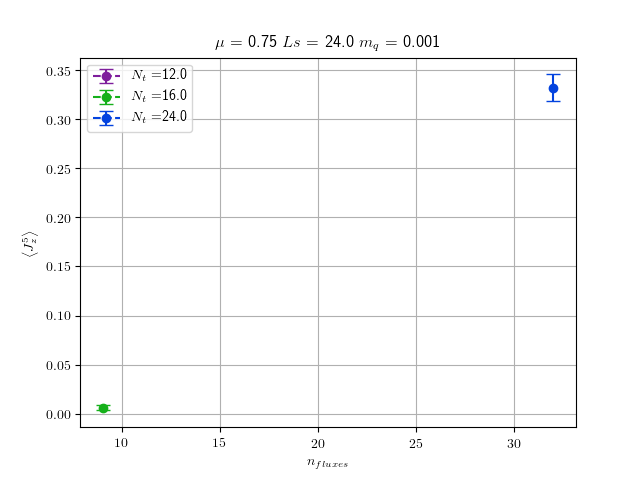 μ = 0.75 Ls = 24.0 m_q = 0.001
0.35
0.30
0.25
0.20
0.15
0.10
0.05
0.00
⟨J_z^5⟩
N_t =12.0
N_t =16.0
N_t =24.0
10 15 20 25 30
n_fluxes